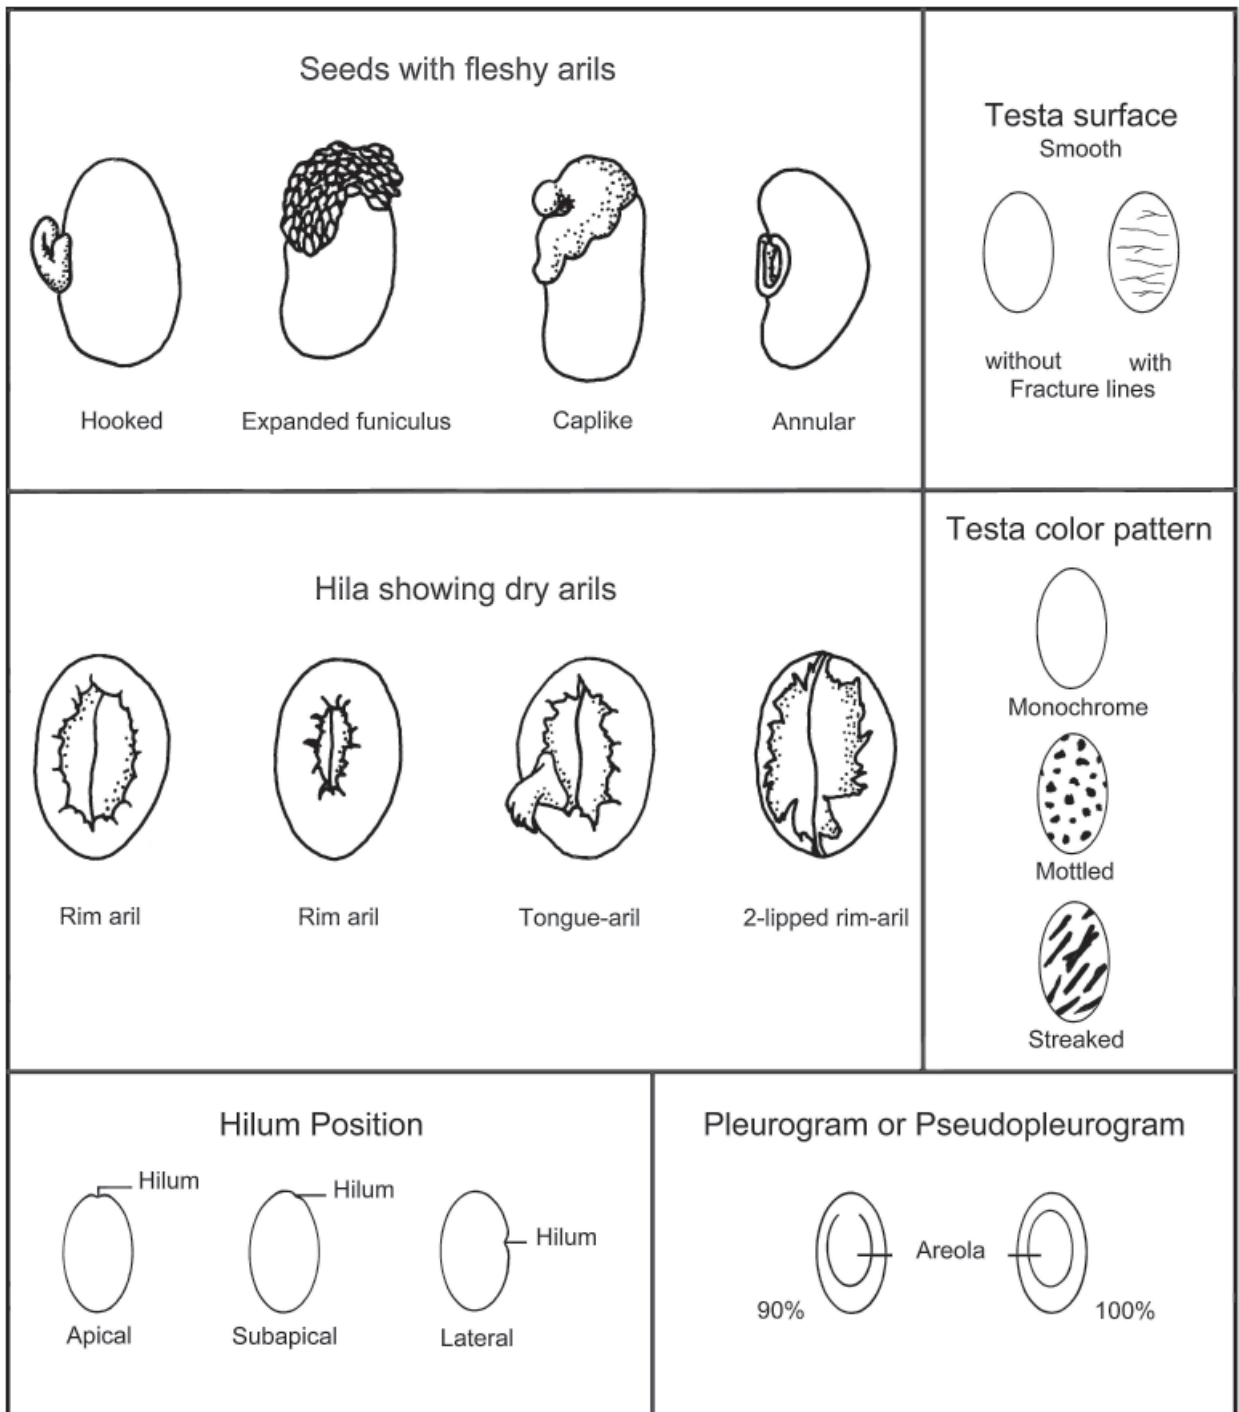 Seeds with fleshy arils
Hooked
Expanded funiculus
Caplike
Annular
Testa surface
Smooth
without
with
Fracture lines
Hila showing dry arils
Rim aril
Rim aril
Tongue-aril
2-lipped rim-aril
Testa color pattern
Monochrome
Mottled
Streaked
Hilum Position
Hilum
Hilum
Hilum
Apical
Subapical
Lateral
Pleurogram or Pseudopleurogram
Areola
90%
100%